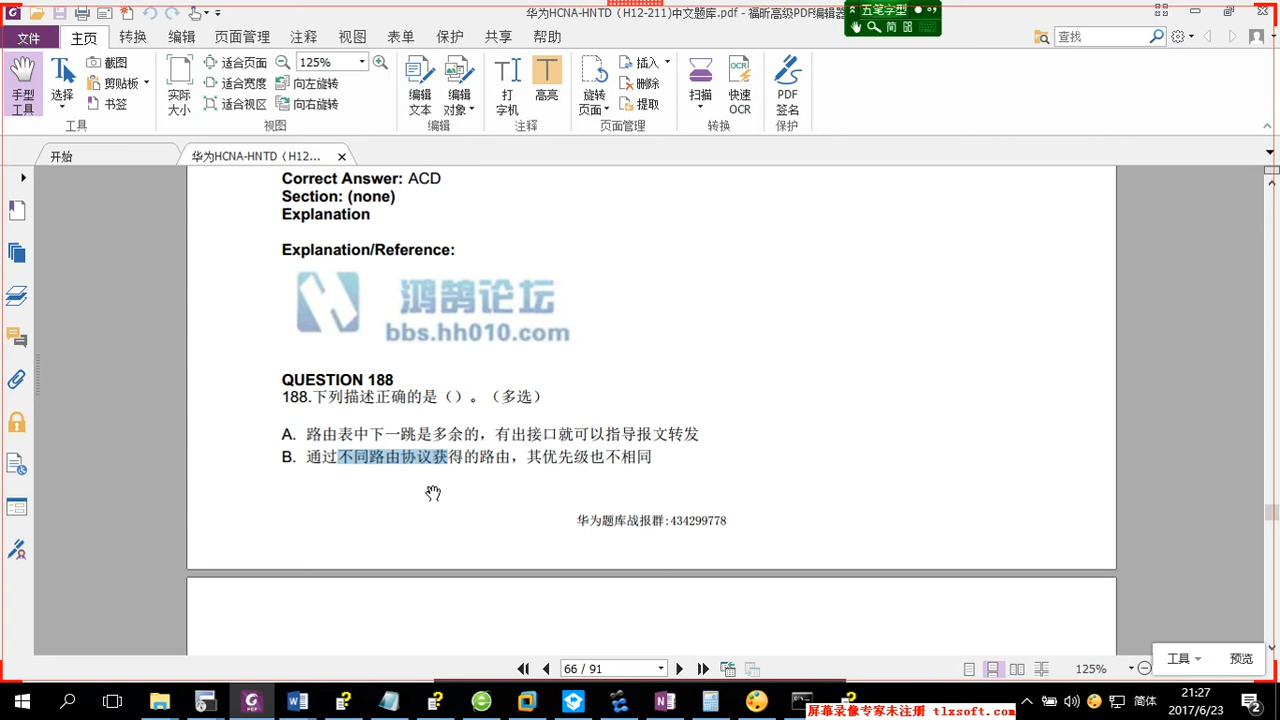 华为HCNA-HNTD（H12-211)中文题库.pdf - 福昕高级PDF编辑器
五笔字型
简
文件 主页 转换 编辑 页面管理 注释 视图 表单 保护 共享 帮助
查找
手型工具
选择
截图
剪贴板
书签
工具
实际大小
适合页面
适合宽度
适合视区
125%
向左旋转
向右旋转
视图
编辑文本
编辑对象
编辑
打字机
高亮
注释
旋转页面
插入
删除
提取
页面管理
扫描
快速OCR
转换
PDF签名
保护
开始
华为HCNA-HNTD（H12...
Correct Answer: ACD
Section: (none)
Explanation
Explanation/Reference:
鸿鹄论坛
bbs.hh010.com
QUESTION 188
188.下列描述正确的是（）。（多选）
A. 路由表中下一跳是多余的，有出接口就可以指导报文转发
B. 通过不同路由协议获得的路由，其优先级也不相同
华为题库战报群:434299778
66 / 91
125%
工具 预览
简体
21:27
2017/6/23
2
屏幕录像专家未注册 tlxsoft.com